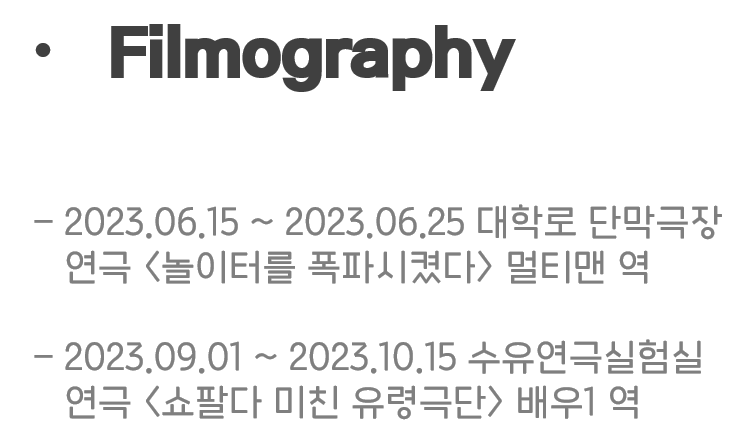 • Filmography
- 2023.06.15 ~ 2023.06.25 대학로 단막극장
연극 <놀이터를 폭파시켰다> 멀티맨 역
- 2023.09.01 ~ 2023.10.15 수유연극실험실
연극 <쇼팔다 미친 유령극단> 배우1 역